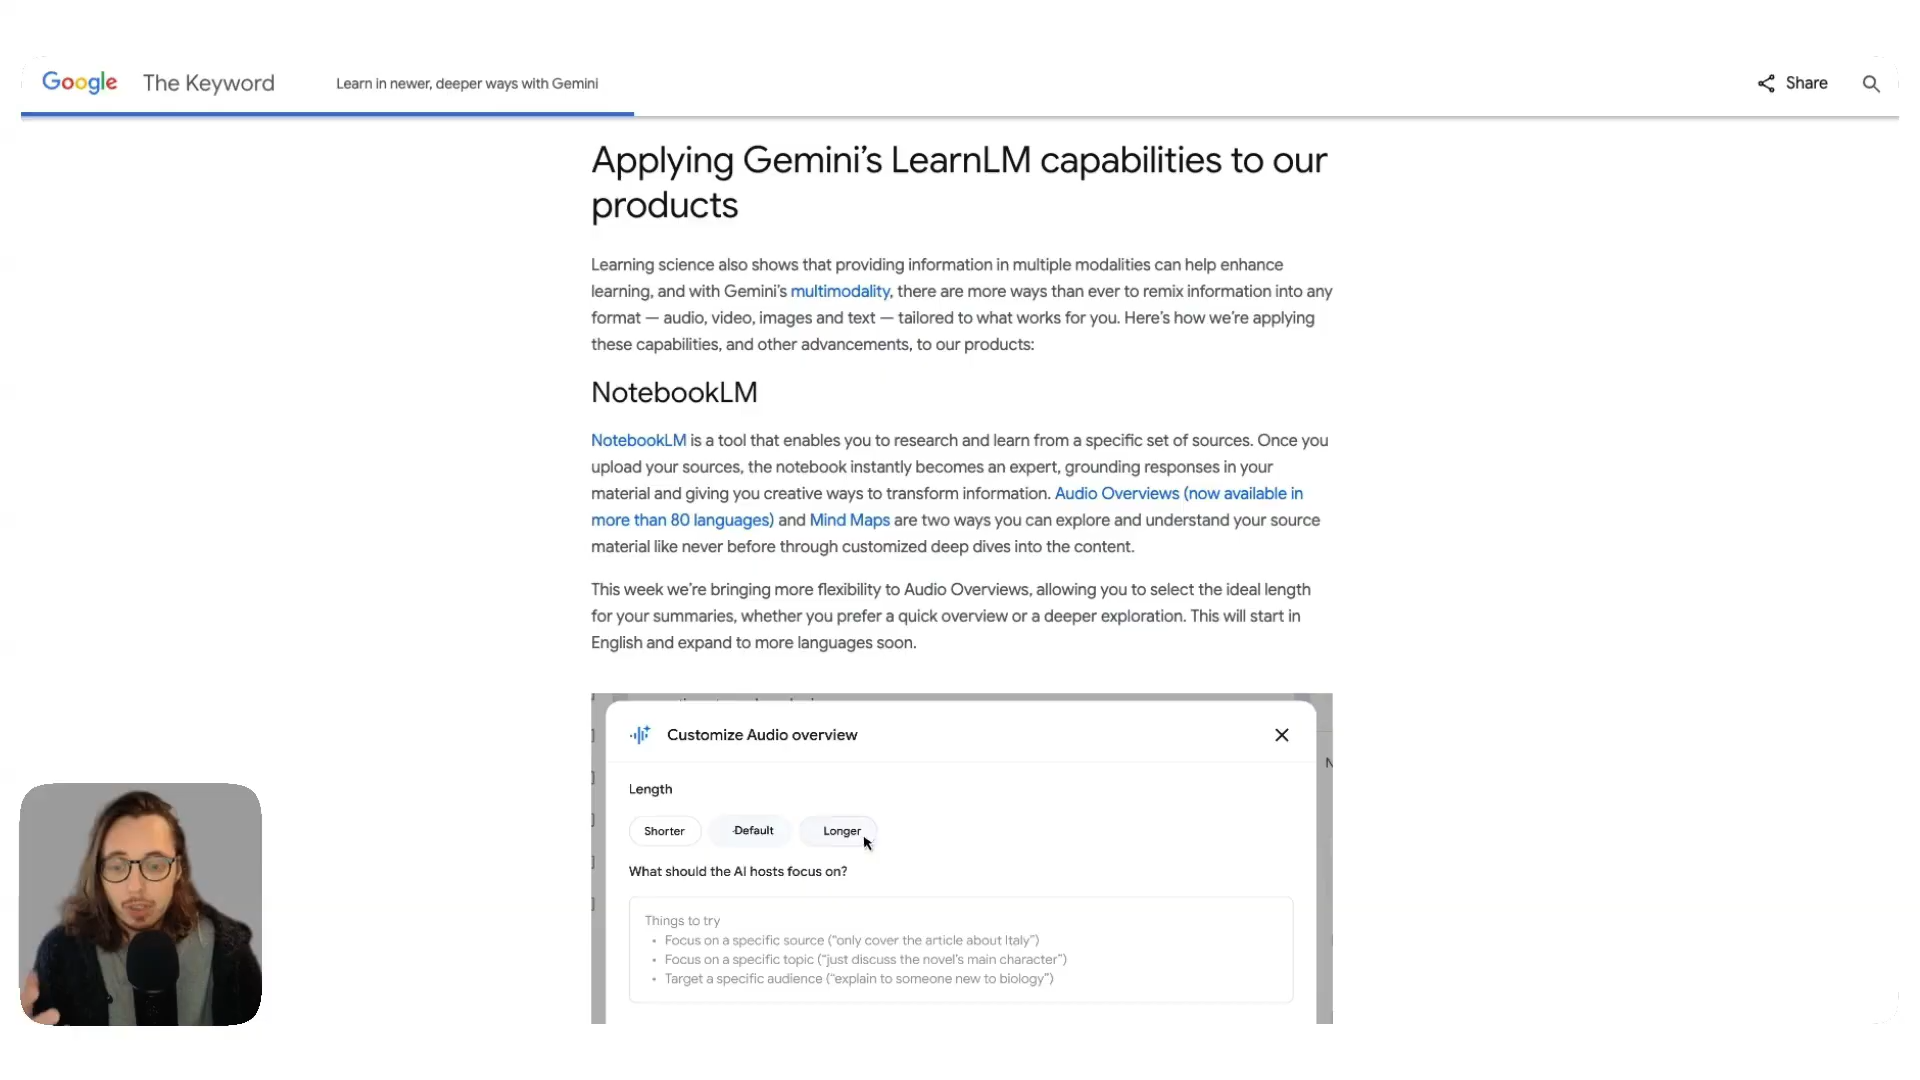 Google The Keyword Learn in newer, deeper ways with Gemini Share
Applying Gemini’s LearnLM capabilities to our
products
Learning science also shows that providing information in multiple modalities can help enhance
learning, and with Gemini’s multimodality, there are more ways than ever to remix information into any
format — audio, video, images and text — tailored to what works for you. Here’s how we’re applying
these capabilities, and other advancements, to our products:
NotebookLM
NotebookLM is a tool that enables you to research and learn from a specific set of sources. Once you
upload your sources, the notebook instantly becomes an expert, grounding responses in your
material and giving you creative ways to transform information. Audio Overviews (now available in
more than 80 languages) and Mind Maps are two ways you can explore and understand your source
material like never before through customized deep dives into the content.
This week we’re bringing more flexibility to Audio Overviews, allowing you to select the ideal length
for your summaries, whether you prefer a quick overview or a deeper exploration. This will start in
English and expand to more languages soon.
Customize Audio overview
Length
Shorter Default Longer
What should the AI hosts focus on?
Things to try
• Focus on a specific source (“only cover the article about Italy”)
• Focus on a specific topic (“just discuss the novel’s main character”)
• Target a specific audience (“explain to someone new to biology”)